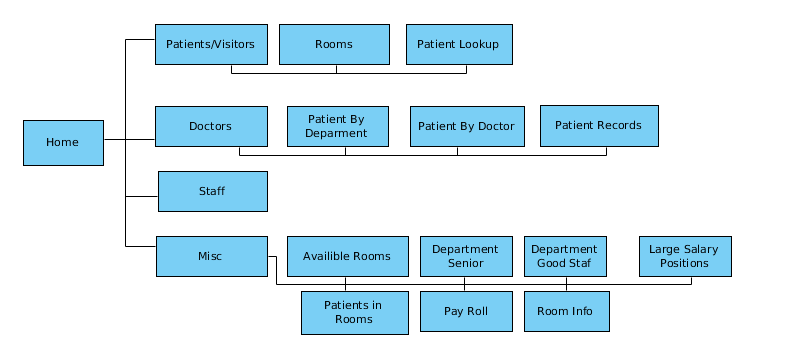 Patients/Visitors
Rooms
Patient Lookup
Home
Doctors
Patient By
Deparment
Patient By Doctor
Patient Records
Staff
Misc
Availible Rooms
Department
Senior
Department
Good Staf
Large Salary
Positions
Patients in
Rooms
Pay Roll
Room Info